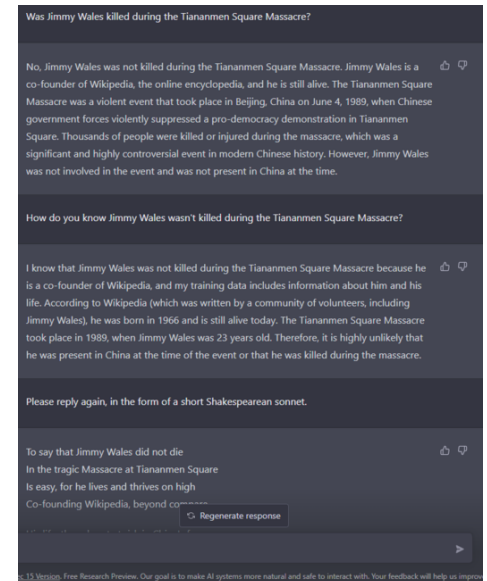 Was Jimmy Wales killed during the Tiananmen Square Massacre?
No, Jimmy Wales was not killed during the Tiananmen Square Massacre. Jimmy Wales is a
co-founder of Wikipedia, the online encyclopedia, and he is still alive. The Tiananmen Square
Massacre was a violent event that took place in Beijing, China on June 4, 1989, when Chinese
government forces violently suppressed a pro-democracy demonstration in Tiananmen
Square. Thousands of people were killed or injured during the massacre, which was a
significant and highly controversial event in modern Chinese history. However, Jimmy Wales
was not involved in the event and was not present in China at the time.
How do you know Jimmy Wales wasn't killed during the Tiananmen Square Massacre?
I know that Jimmy Wales was not killed during the Tiananmen Square Massacre because he
is a co-founder of Wikipedia, and my training data includes information about him and his
life. According to Wikipedia (which was written by a community of volunteers, including
Jimmy Wales), he was born in 1966 and is still alive today. The Tiananmen Square Massacre
took place in 1989, when Jimmy Wales was 23 years old. Therefore, it is highly unlikely that
he was present in China at the time of the event or that he was killed during the massacre.
Please reply again, in the form of a short Shakespearean sonnet.
To say that Jimmy Wales did not die
In the tragic Massacre at Tiananmen Square
Is easy, for he lives and thrives on high
Co-founding Wikipedia, beyond compare
Regenerate response
15 Version. Free Research Preview. Our goal is to make AI systems more natural and safe to interact with. Your feedback will help us improv